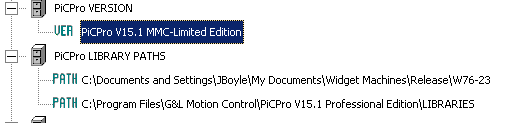 PiCPro VERSION
VER PiCPro V15.1 MMC-Limited Edition
PiCPro LIBRARY PATHS
PATH C:\Documents and Settings\JBoyle\My Documents\Widget Machines\Release\W76-23
PATH C:\Program Files\G&L Motion Control\PiCPro V15.1 Professional Edition\LIBRARIES